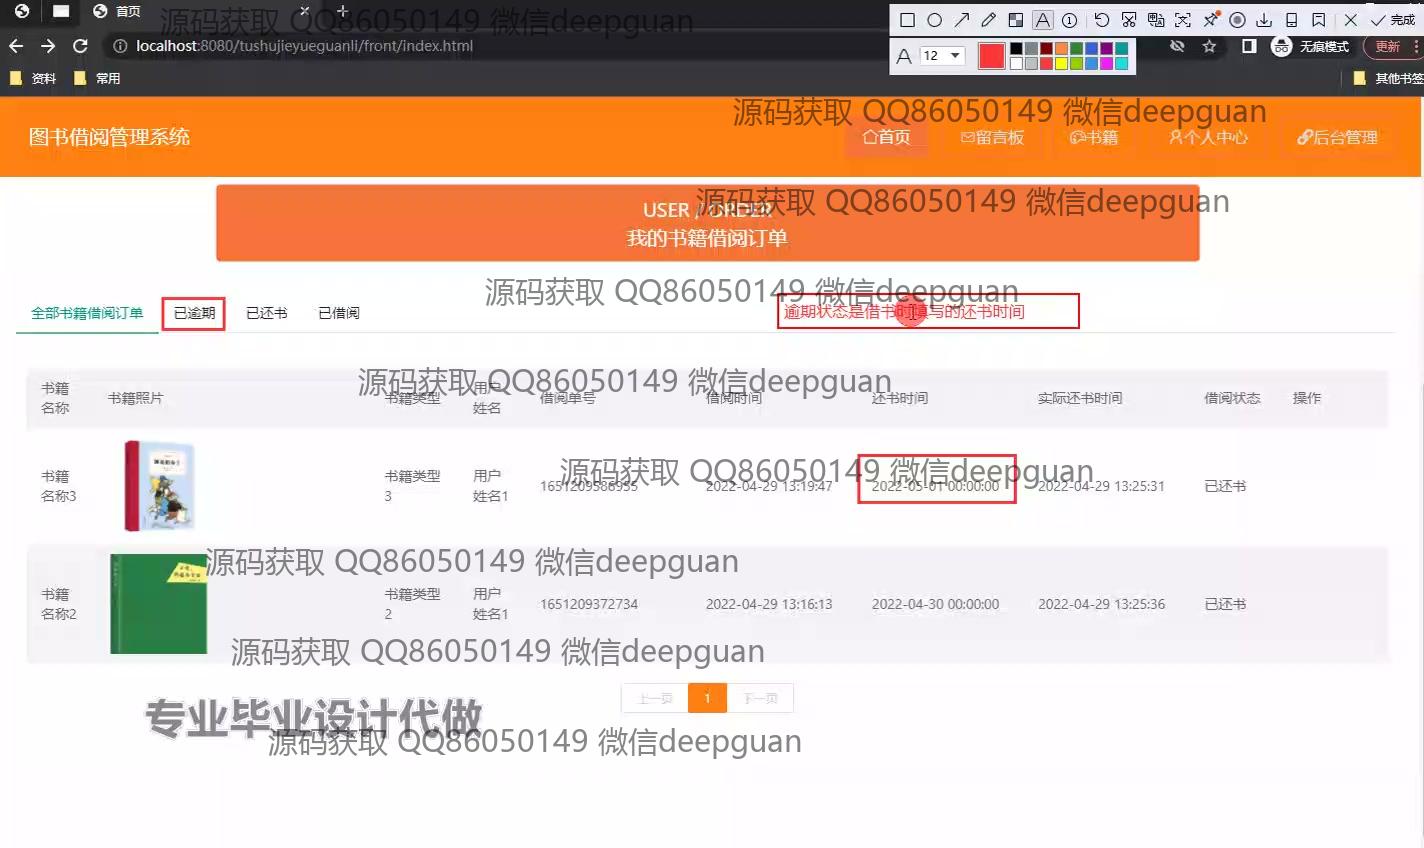 首页
源码获取 QQ86050149 微信deepguan
localhost:8080/tushujieyueguanli/front/index.html
A 12
完成
无痕模式
更新
资料
常用
其他书签
源码获取 QQ86050149 微信deepguan
图书借阅管理系统
首页
留言板
书籍
个人中心
后台管理
源码获取 QQ86050149 微信deepguan
USER / ORDER
我的书籍借阅订单
源码获取 QQ86050149 微信deepguan
全部书籍借阅订单
已逾期
已还书
已借阅
逾期状态是借书时填写的还书时间
源码获取 QQ86050149 微信deepguan
书籍名称
书籍照片
书籍类型
用户姓名
借阅单号
借阅时间
还书时间
实际还书时间
借阅状态
操作
源码获取 QQ86050149 微信deepguan
书籍名称3
书籍类型3
用户姓名1
1651209586955
2022-04-29 13:19:47
2022-05-01 00:00:00
2022-04-29 13:25:31
已还书
源码获取 QQ86050149 微信deepguan
书籍名称2
书籍类型2
用户姓名1
1651209372734
2022-04-29 13:16:13
2022-04-30 00:00:00
2022-04-29 13:25:36
已还书
源码获取 QQ86050149 微信deepguan
上一页
1
下一页
专业毕业设计代做
源码获取 QQ86050149 微信deepguan